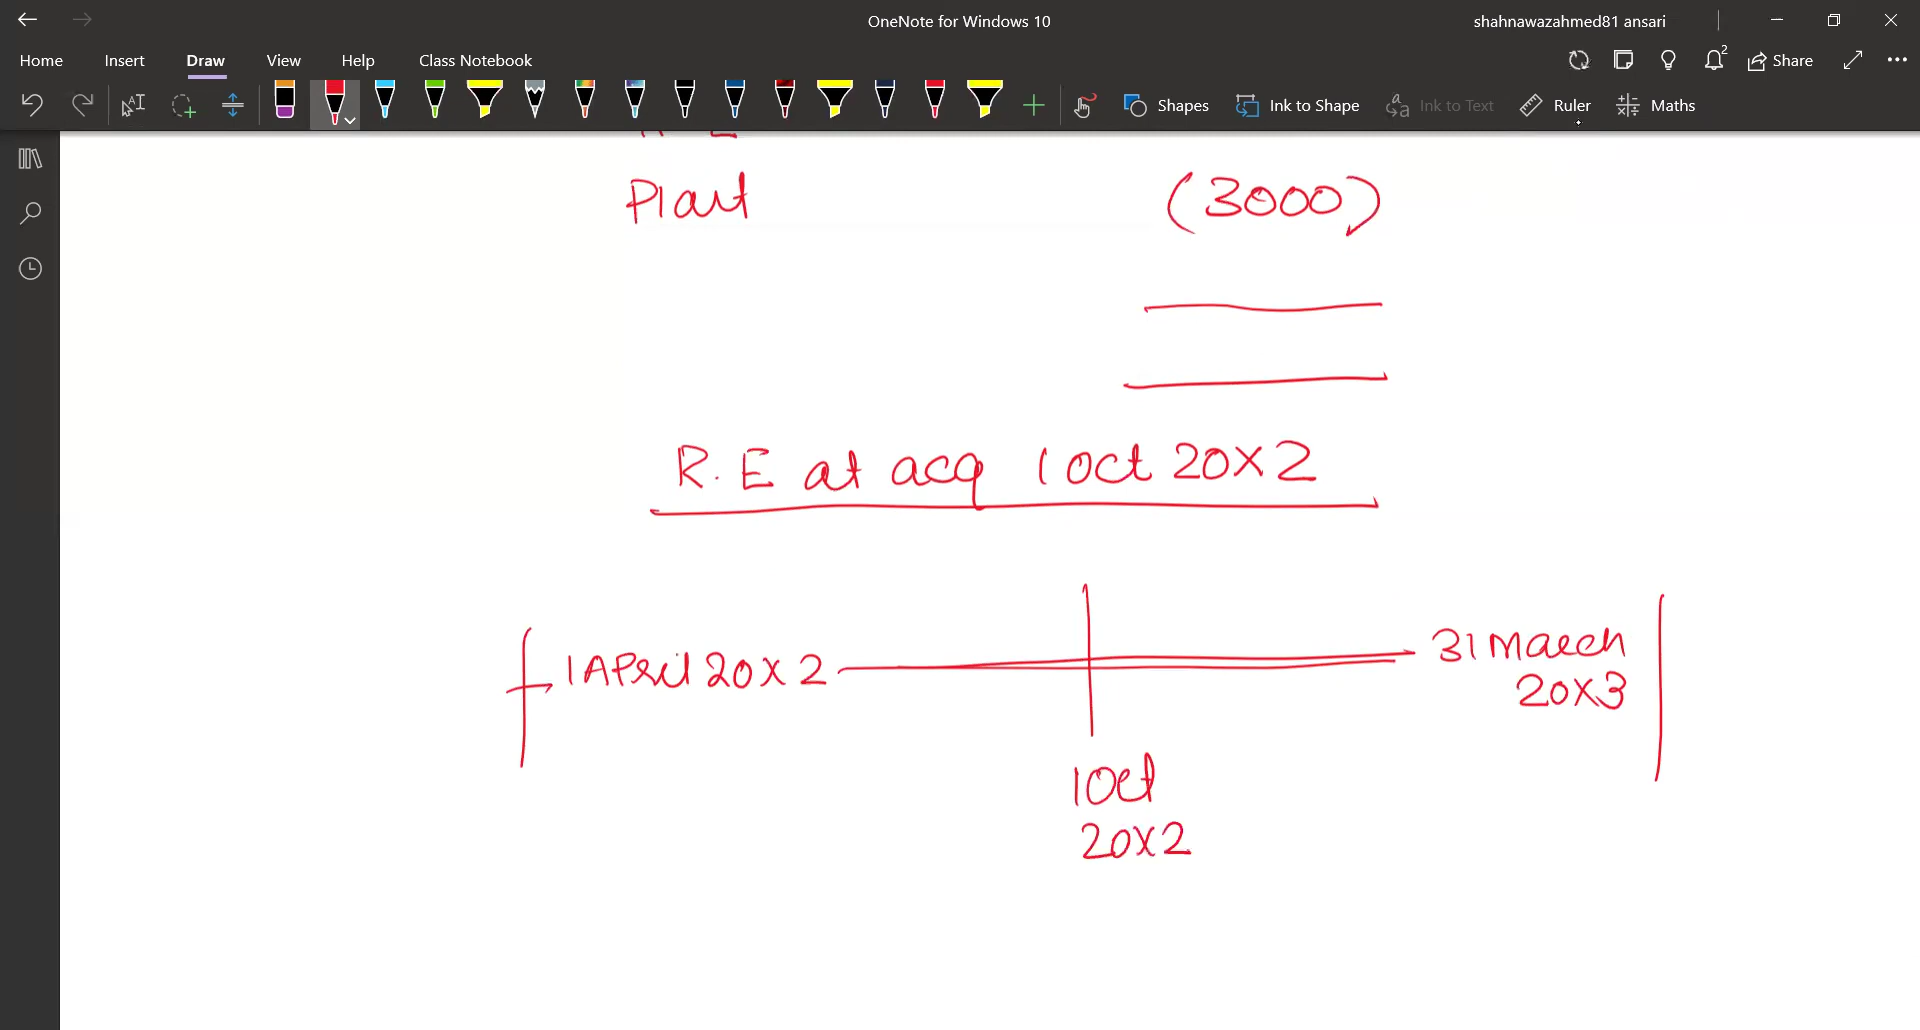 OneNote for Windows 10
shahnawazahmed81 ansari
Home Insert Draw View Help Class Notebook
2
Share
Shapes Ink to Shape Ink to Text Ruler Maths
Plant (3000)
R.E at acq 1 Oct 20X2
1 April 20X2
31 March
20X3
1 Oct
20X2